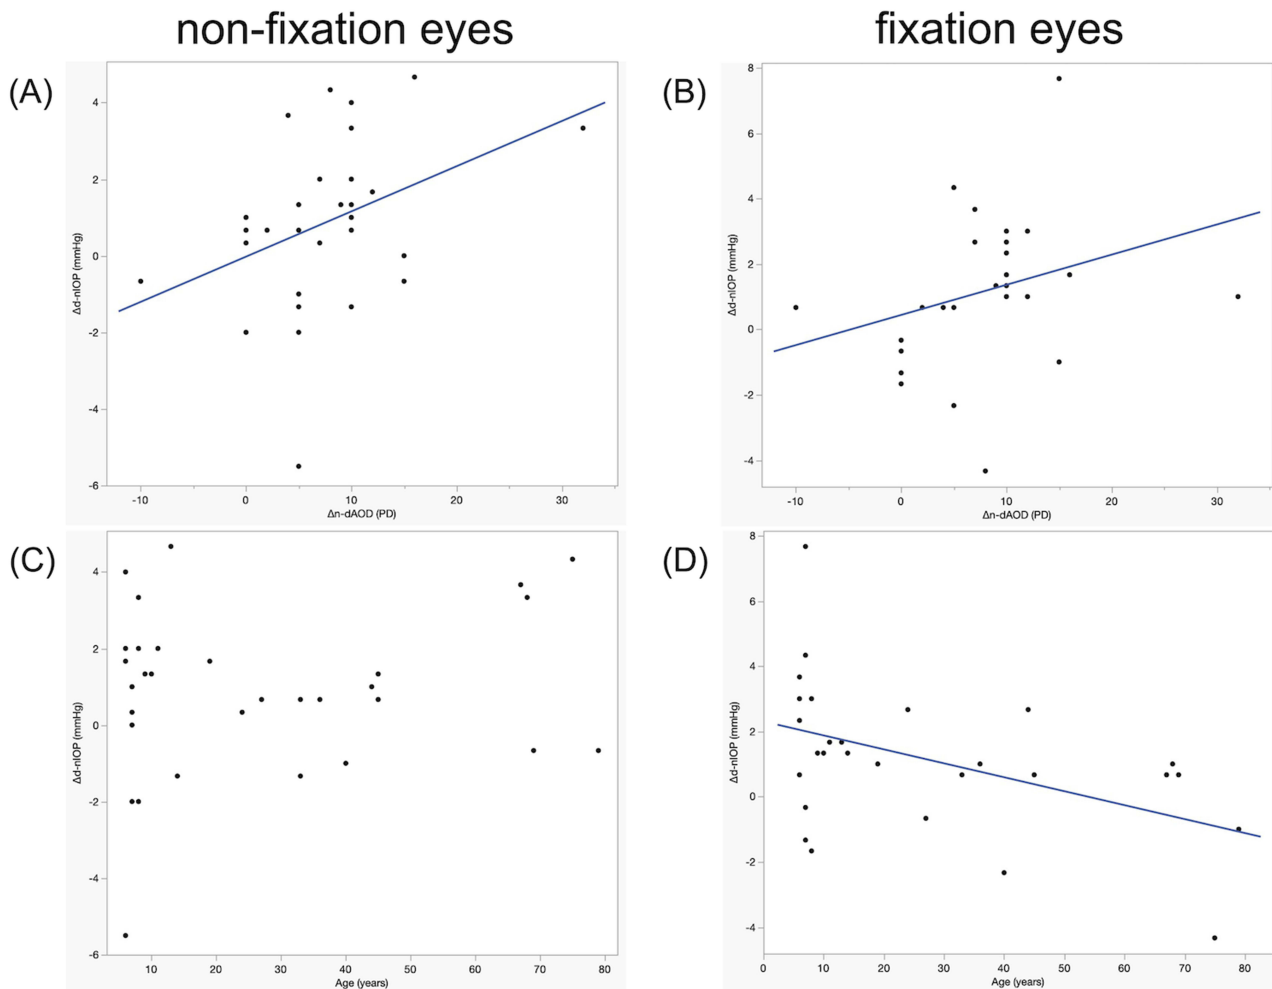 non-fixation eyes
fixation eyes
(A)
Δd-nIOP (mmHg)
4
2
0
-2
-4
-6
-10 0 10 20 30
Δn-dAOD (PD)
(B)
Δd-nIOP (mmHg)
8
6
4
2
0
-2
-4
-10 0 10 20 30
Δn-dAOD (PD)
(C)
Δd-nIOP (mmHg)
4
2
0
-2
-4
-6
10 20 30 40 50 60 70 80
Age (years)
(D)
Δd-nIOP (mmHg)
8
6
4
2
0
-2
-4
0 10 20 30 40 50 60 70 80
Age (years)